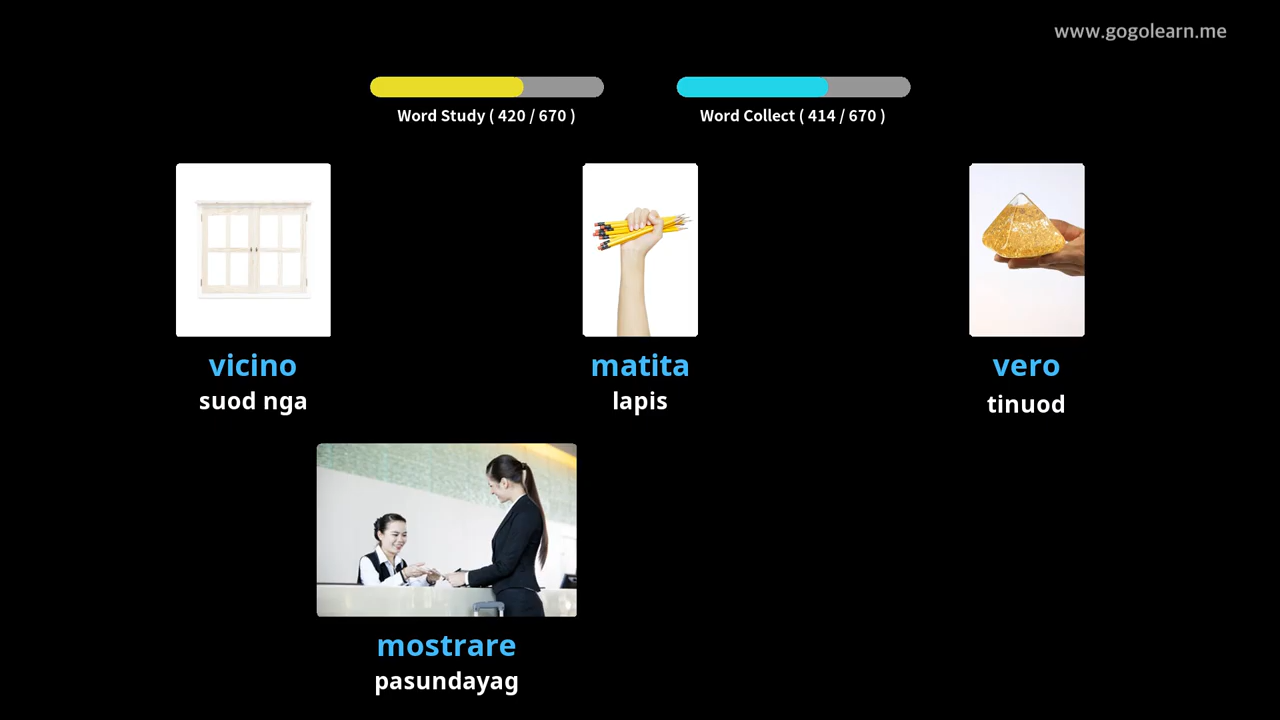 www.gogolearn.me
Word Study ( 420 / 670 )
Word Collect ( 414 / 670 )
vicino
suod nga
matita
lapis
vero
tinuod
mostrare
pasundayag